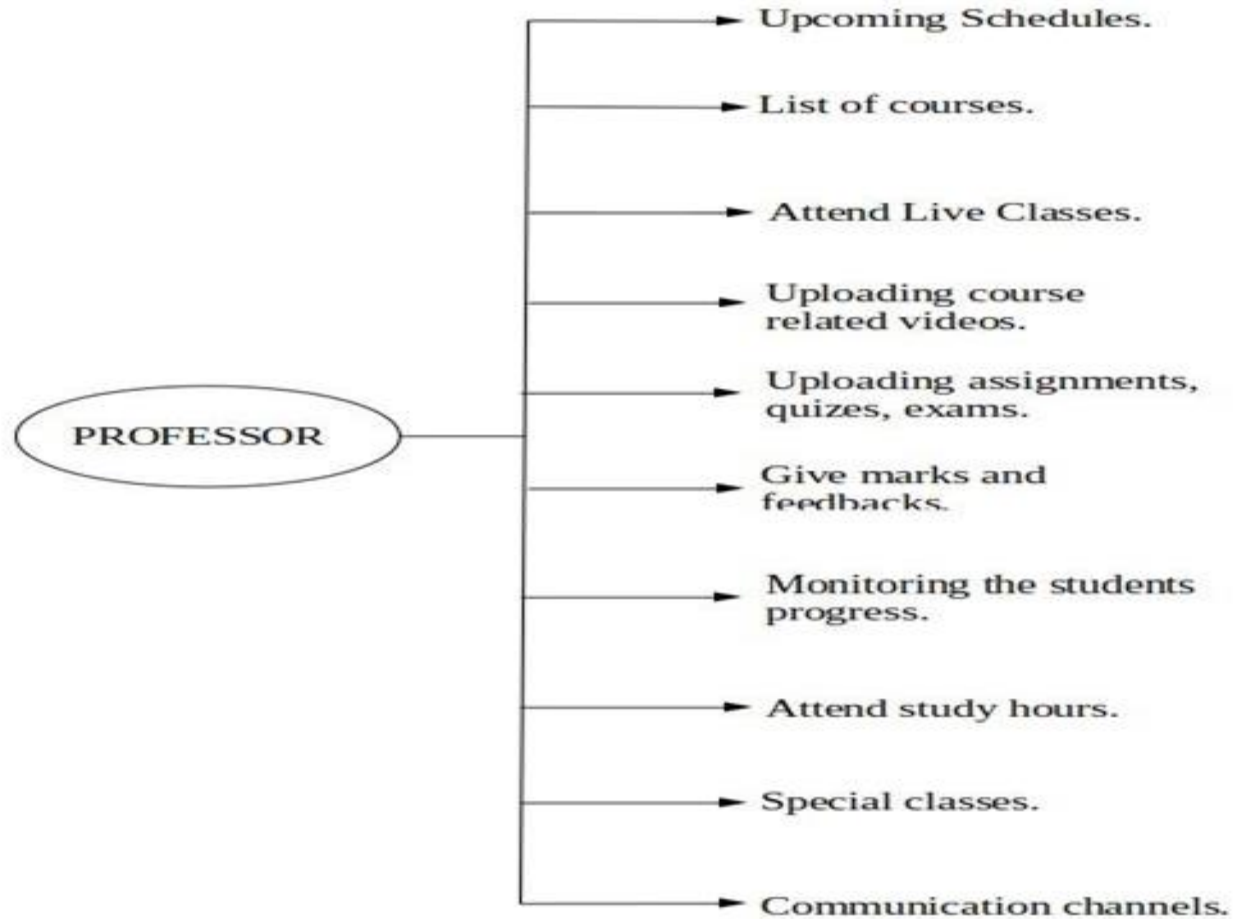 Upcoming Schedules.
List of courses.
Attend Live Classes.
Uploading course
related videos.
Uploading assignments,
quizes, exams.
PROFESSOR
Give marks and
feedbacks.
Monitoring the students
progress.
Attend study hours.
Special classes.
Communication channels.